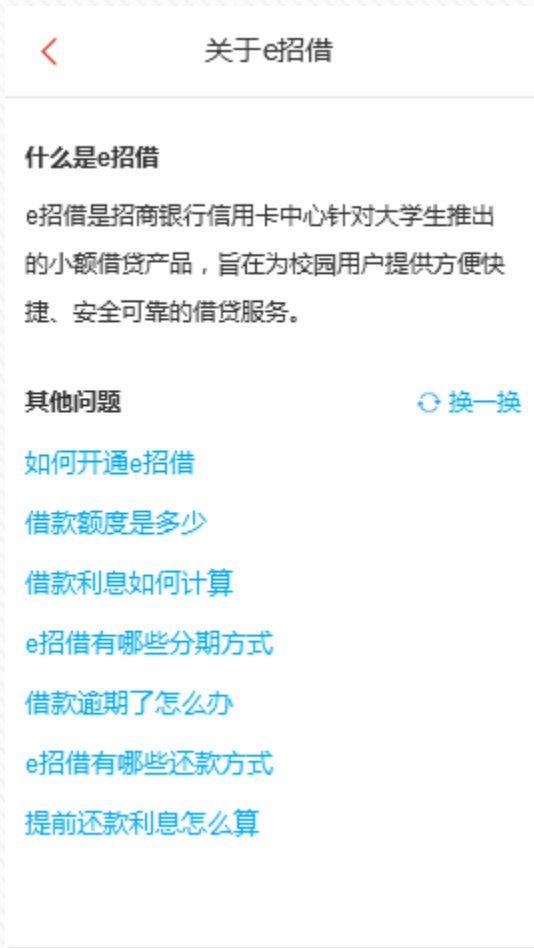 关于e招借
什么是e招借
e招借是招商银行信用卡中心针对大学生推出
的小额借贷产品，旨在为校园用户提供方便快
捷、安全可靠的借贷服务。
其他问题 换一换
如何开通e招借
借款额度是多少
借款利息如何计算
e招借有哪些分期方式
借款逾期了怎么办
e招借有哪些还款方式
提前还款利息怎么算